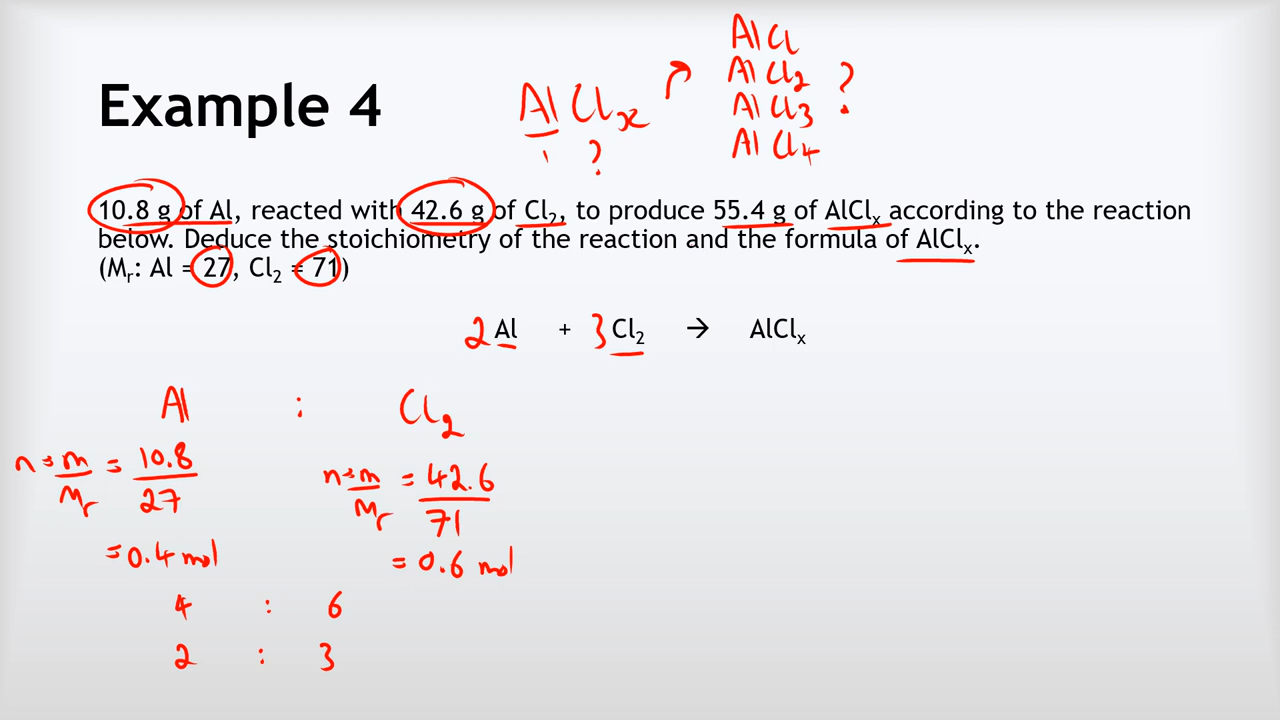 Example 4
AlClx
1 ?
AlCl
AlCl2
AlCl3
AlCl4
?
10.8 g of Al, reacted with 42.6 g of Cl2, to produce 55.4 g of AlClx according to the reaction
below. Deduce the stoichiometry of the reaction and the formula of AlClx.
(Mr: Al = 27, Cl2 = 71)
2 Al + 3 Cl2 → AlClx
Al : Cl2
n = m/Mr = 10.8/27
n = m/Mr = 42.6/71
= 0.4 mol
= 0.6 mol
4 : 6
2 : 3